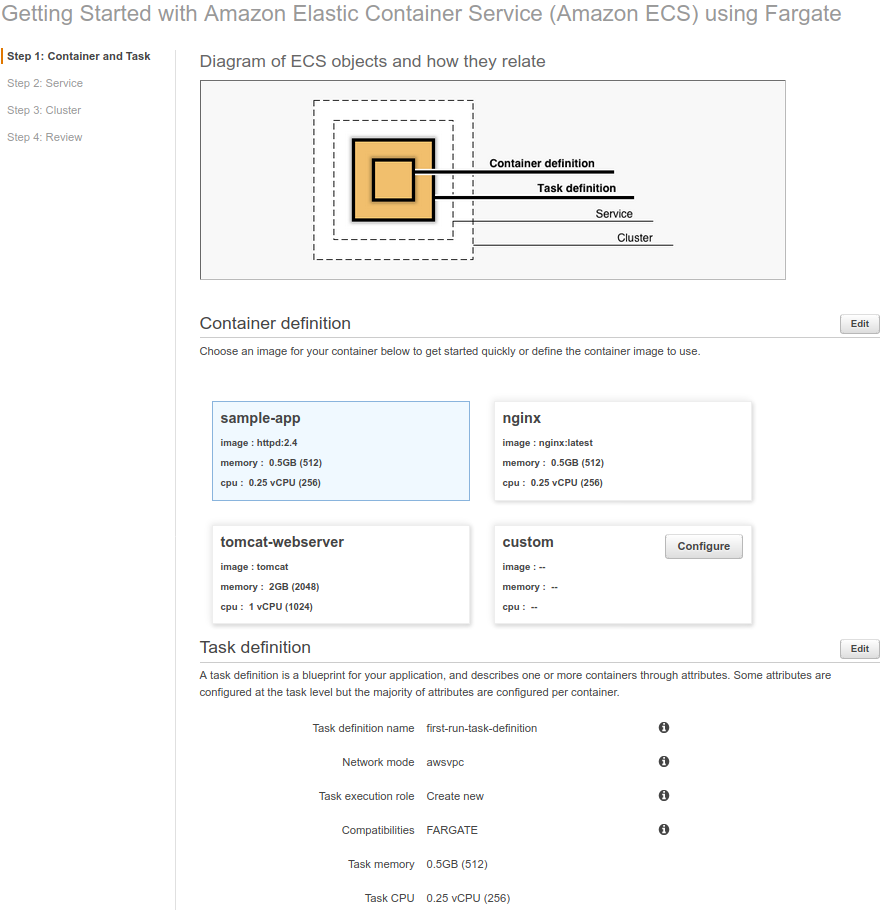 Getting Started with Amazon Elastic Container Service (Amazon ECS) using Fargate
Step 1: Container and Task
Step 2: Service
Step 3: Cluster
Step 4: Review
Diagram of ECS objects and how they relate
Container definition
Task definition
Service
Cluster
Container definition
Edit
Choose an image for your container below to get started quickly or define the container image to use.
sample-app
image : httpd:2.4
memory : 0.5GB (512)
cpu : 0.25 vCPU (256)
nginx
image : nginx:latest
memory : 0.5GB (512)
cpu : 0.25 vCPU (256)
tomcat-webserver
image : tomcat
memory : 2GB (2048)
cpu : 1 vCPU (1024)
custom
Configure
image : --
memory : --
cpu : --
Task definition
Edit
A task definition is a blueprint for your application, and describes one or more containers through attributes. Some attributes are
configured at the task level but the majority of attributes are configured per container.
Task definition name first-run-task-definition
Network mode awsvpc
Task execution role Create new
Compatibilities FARGATE
Task memory 0.5GB (512)
Task CPU 0.25 vCPU (256)